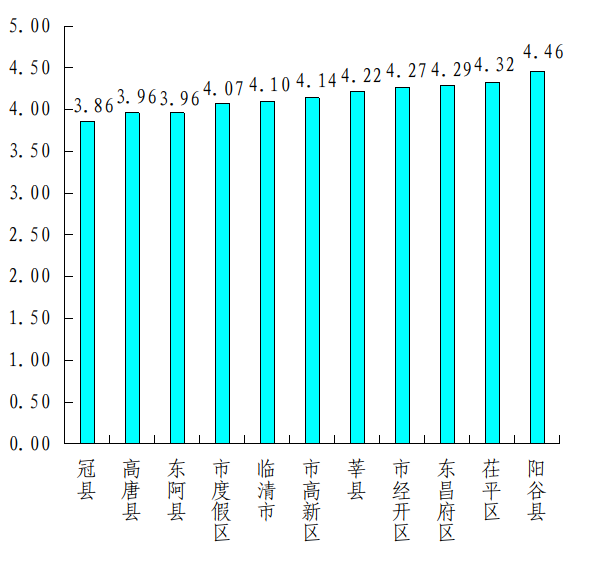 5.00
4.50
4.00
3.50
3.00
2.50
2.00
1.50
1.00
0.50
0.00
3.86
3.96
3.96
4.07
4.10
4.14
4.22
4.27
4.29
4.32
4.46
冠县
高唐县
东阿县
市度假区
临清市
市高新区
莘县
市经开区
东昌府区
茌平区
阳谷县